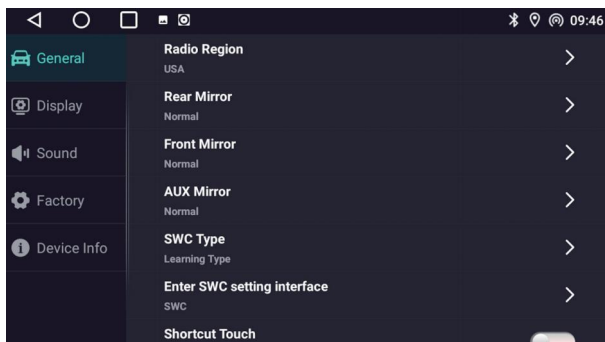 09:46
General
Display
Sound
Factory
Device Info
Radio Region
USA
Rear Mirror
Normal
Front Mirror
Normal
AUX Mirror
Normal
SWC Type
Learning Type
Enter SWC setting interface
SWC
Shortcut Touch